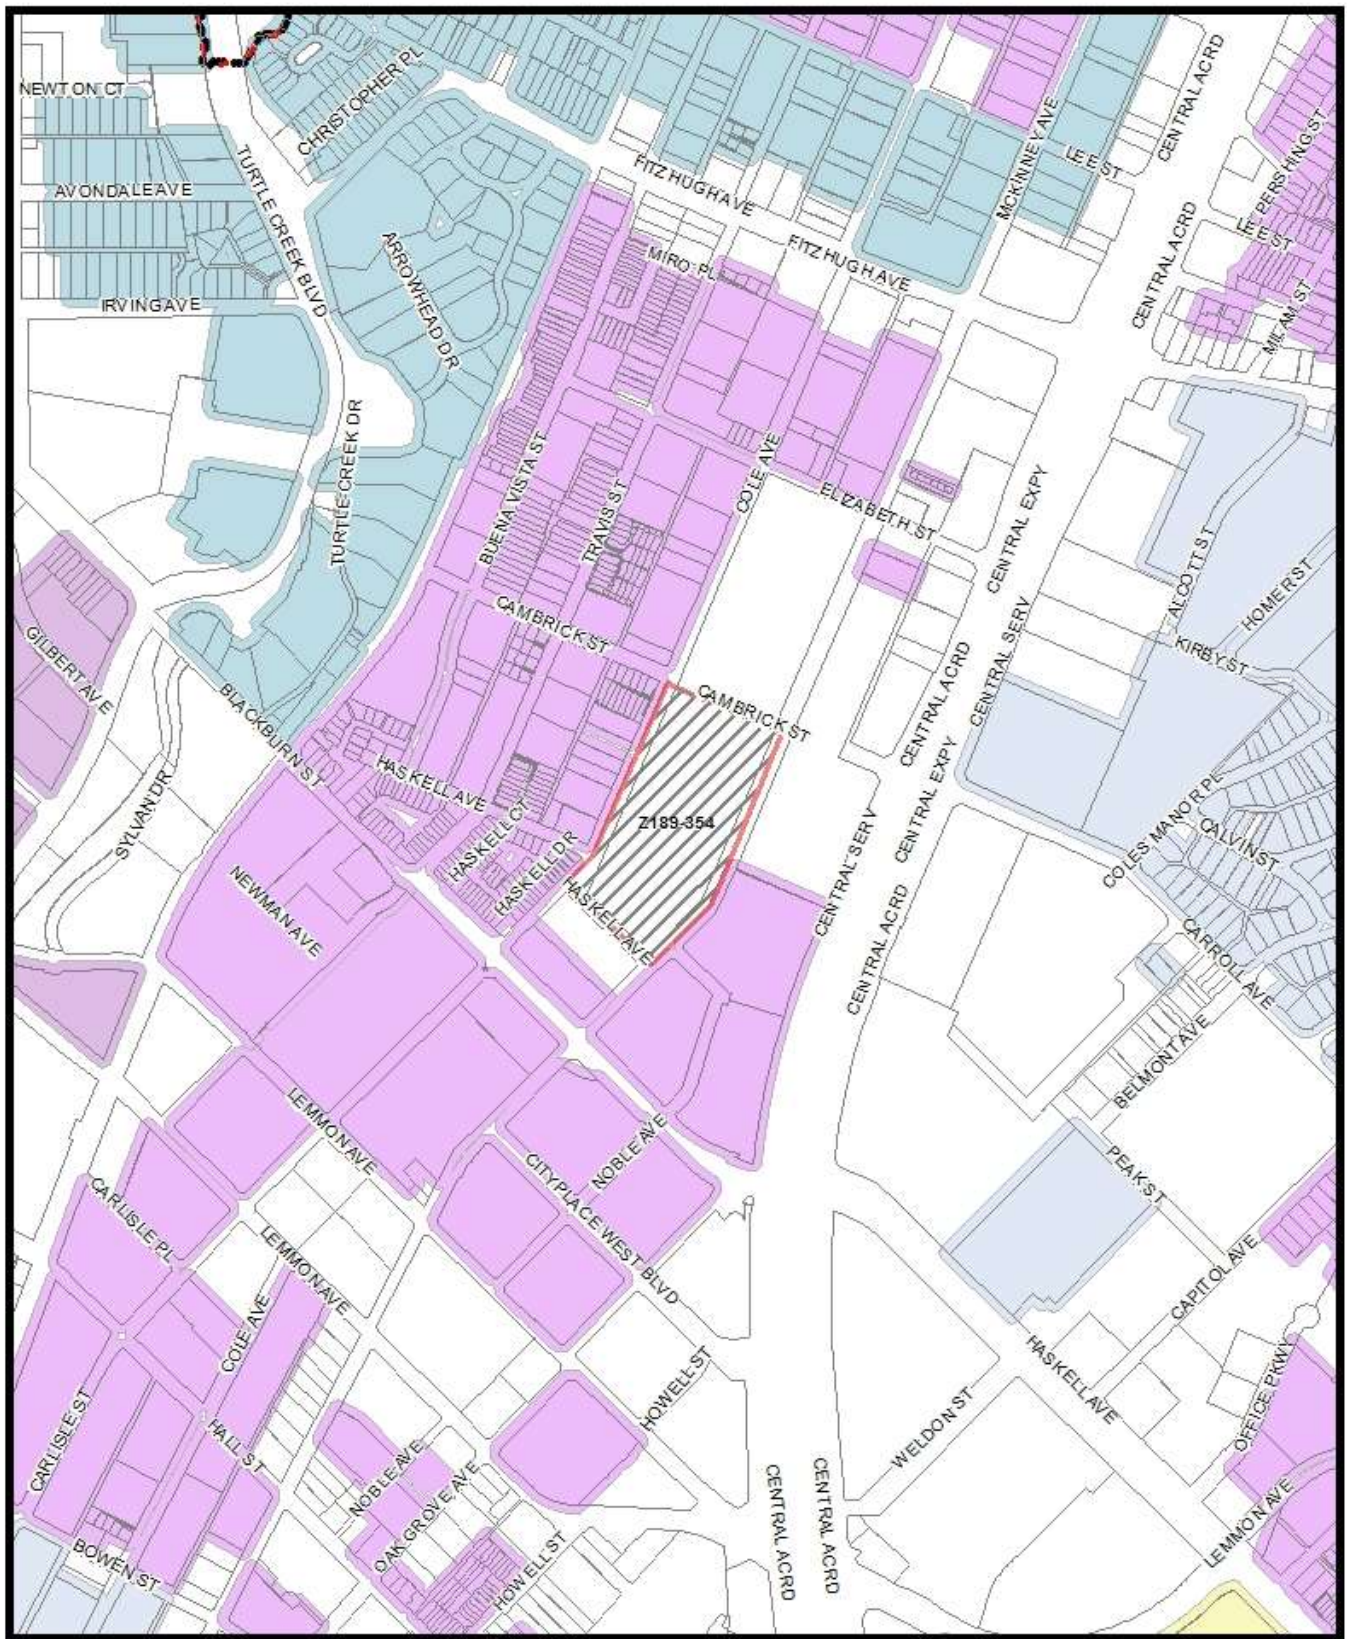 CENTRAL ACRD
NEWTON CT
CHRISTOPHER PL
MCKINNEY AVE
LEE ST
PERSHING ST
TURTLE CREEK BLVD
FITZHUGH AVE
AVONDALE AVE
LEE ST
ARROWHEAD DR
MIRO PL
FITZHUGH AVE
CENTRAL ACRD
IRVING AVE
MILAM ST
TURTLE CREEK DR
BUENA VISTA ST
COLE AVE
TRAVIS ST
ELIZABETH ST
CENTRAL EXPY
ALCOTT ST
HOMER ST
CAMBRICK ST
GILBERT AVE
KIRBY ST
CENTRAL SERV
CENTRAL ACRD
BLACKBURN ST
CAMBRICK ST
HASKELL AVE
SYLVAN DR
CENTRAL EXPY
COLES MANOR PL
Z189-354
CALVIN ST
HASKELL CT
HASKELL DR
CENTRAL SERV
NEWMAN AVE
HASKELL AVE
CENTRAL ACRD
CARROLL AVE
BELMONT AVE
LEMMON AVE
NOBLE AVE
PEAK ST
CARLISLE PL
CITYPLACE WEST BLVD
LEMMON AVE
CAPITOL AVE
COLE AVE
HOWELL ST
HASKELL AVE
OFFICE PKWY
CARLISLE ST
HALL ST
WELDON ST
NOBLE AVE
OAK GROVE AVE
CENTRAL ACRD
CENTRAL ACRD
LEMMON AVE
BOWEN ST
HOWELL ST